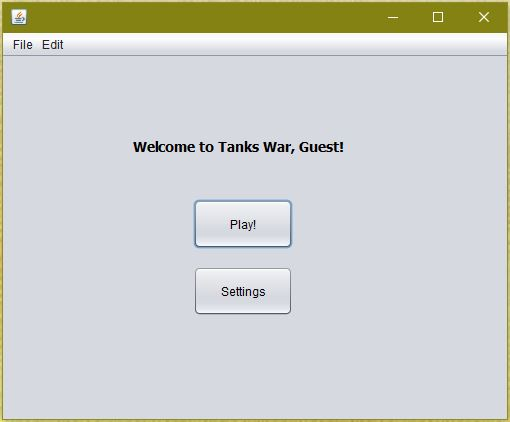 File Edit
Welcome to Tanks War, Guest!
Play!
Settings